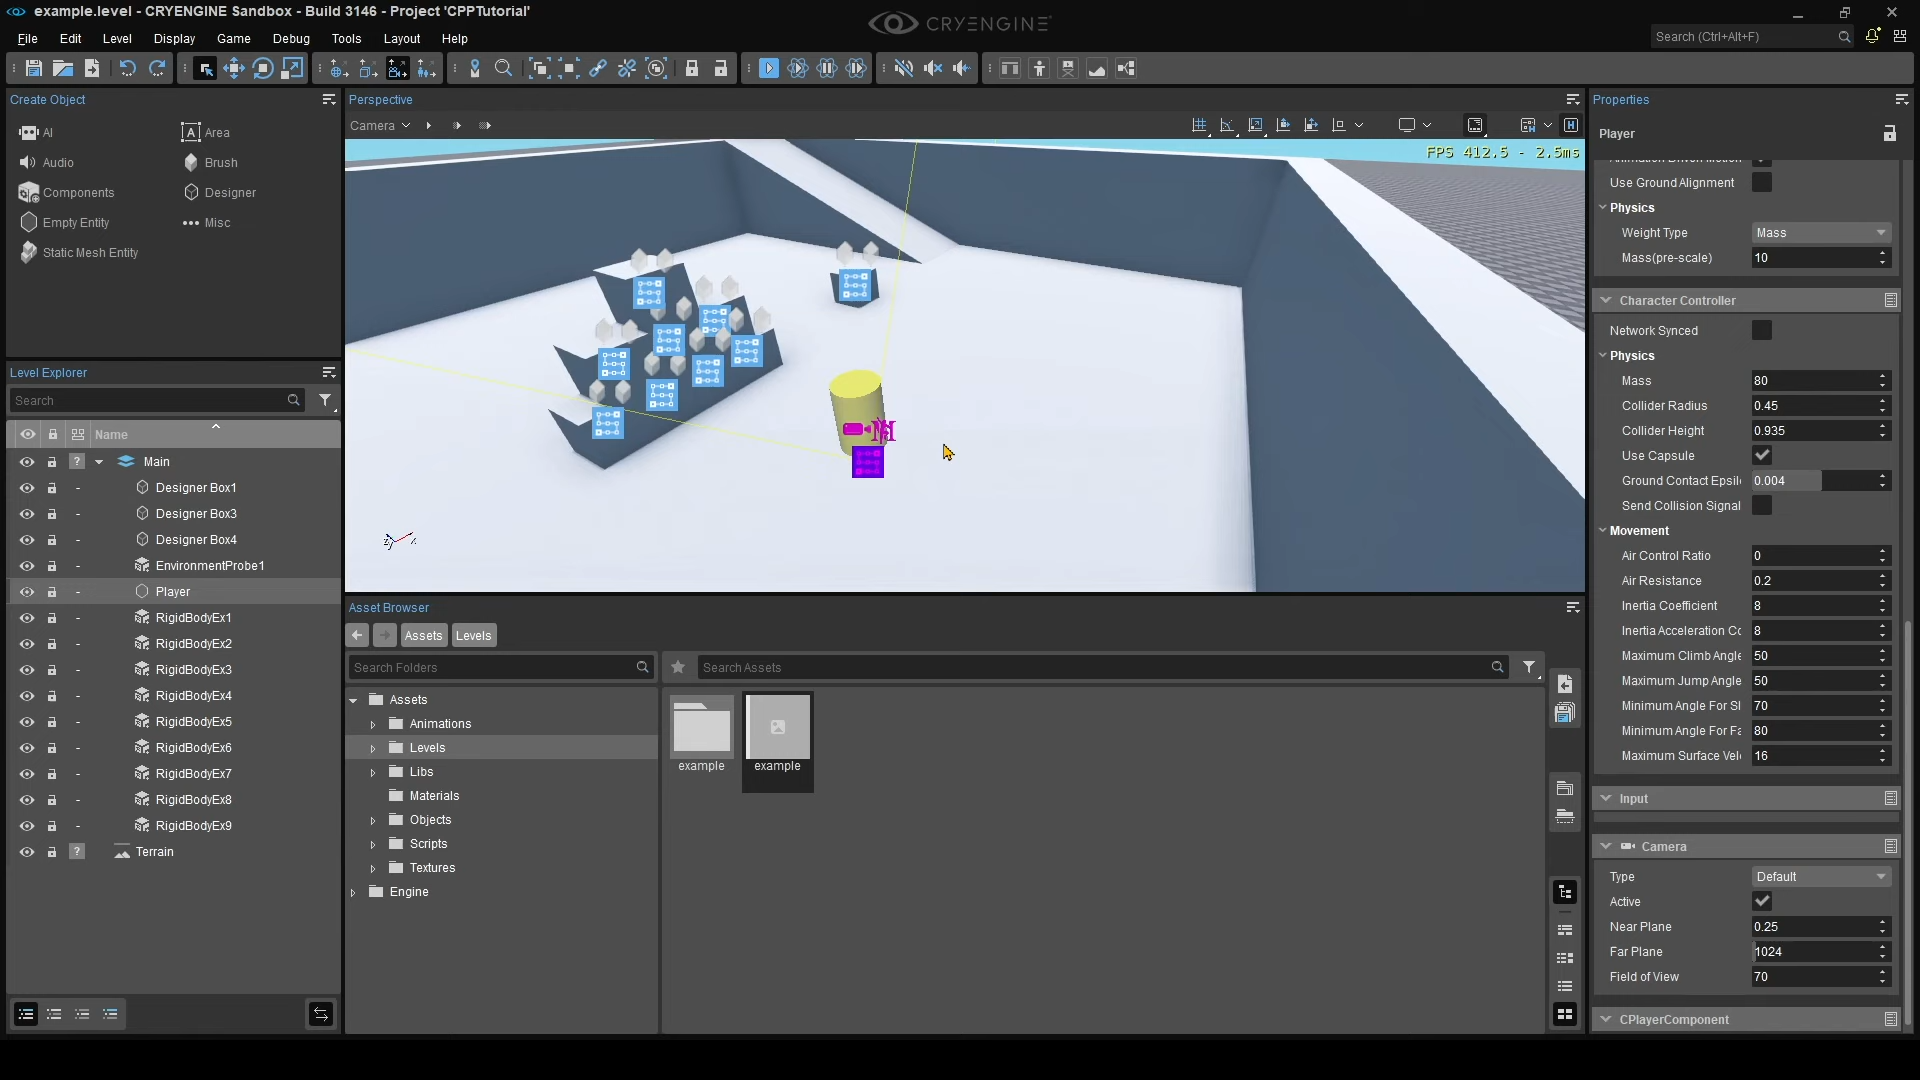 example.level - CRYENGINE Sandbox - Build 3146 - Project 'CPPTutorial'
CRYENGINE
File Edit Level Display Game Debug Tools Layout Help
Search (Ctrl+Alt+F)
Create Object
AI
Area
Audio
Brush
Components
Designer
Empty Entity
Misc
Static Mesh Entity
Level Explorer
Search
Name
Main
Designer Box1
Designer Box3
Designer Box4
EnvironmentProbe1
Player
RigidBodyEx1
RigidBodyEx2
RigidBodyEx3
RigidBodyEx4
RigidBodyEx5
RigidBodyEx6
RigidBodyEx7
RigidBodyEx8
RigidBodyEx9
Terrain
Perspective
Camera
FPS 412.5 - 2.5ms
Asset Browser
Assets Levels
Search Folders
Search Assets
Assets
Animations
Levels
Libs
Materials
Objects
Scripts
Textures
Engine
example
example
Properties
Player
Use Ground Alignment
Physics
Weight Type Mass
Mass(pre-scale) 10
Character Controller
Network Synced
Physics
Mass 80
Collider Radius 0.45
Collider Height 0.935
Use Capsule
Ground Contact Epsil 0.004
Send Collision Signal
Movement
Air Control Ratio 0
Air Resistance 0.2
Inertia Coefficient 8
Inertia Acceleration Co 8
Maximum Climb Angle 50
Maximum Jump Angle 50
Minimum Angle For Sl 70
Minimum Angle For Fa 80
Maximum Surface Vel 16
Input
Camera
Type Default
Active
Near Plane 0.25
Far Plane 1024
Field of View 70
CPlayerComponent